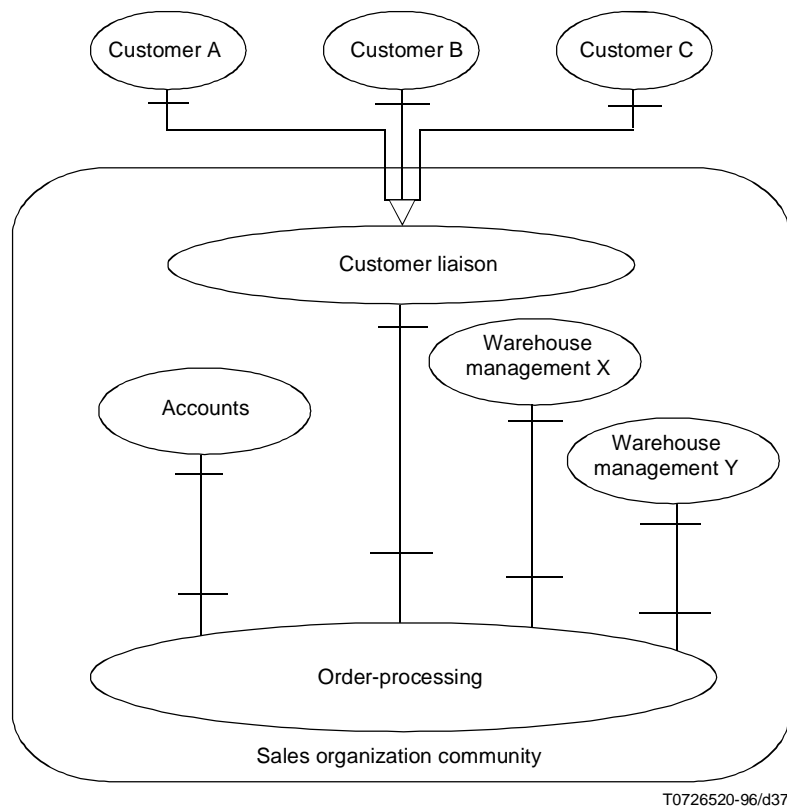 Customer A
Customer B
Customer C
Customer liaison
Warehouse
management X
Accounts
Warehouse
management Y
Order-processing
Sales organization community
T0726520-96/d37